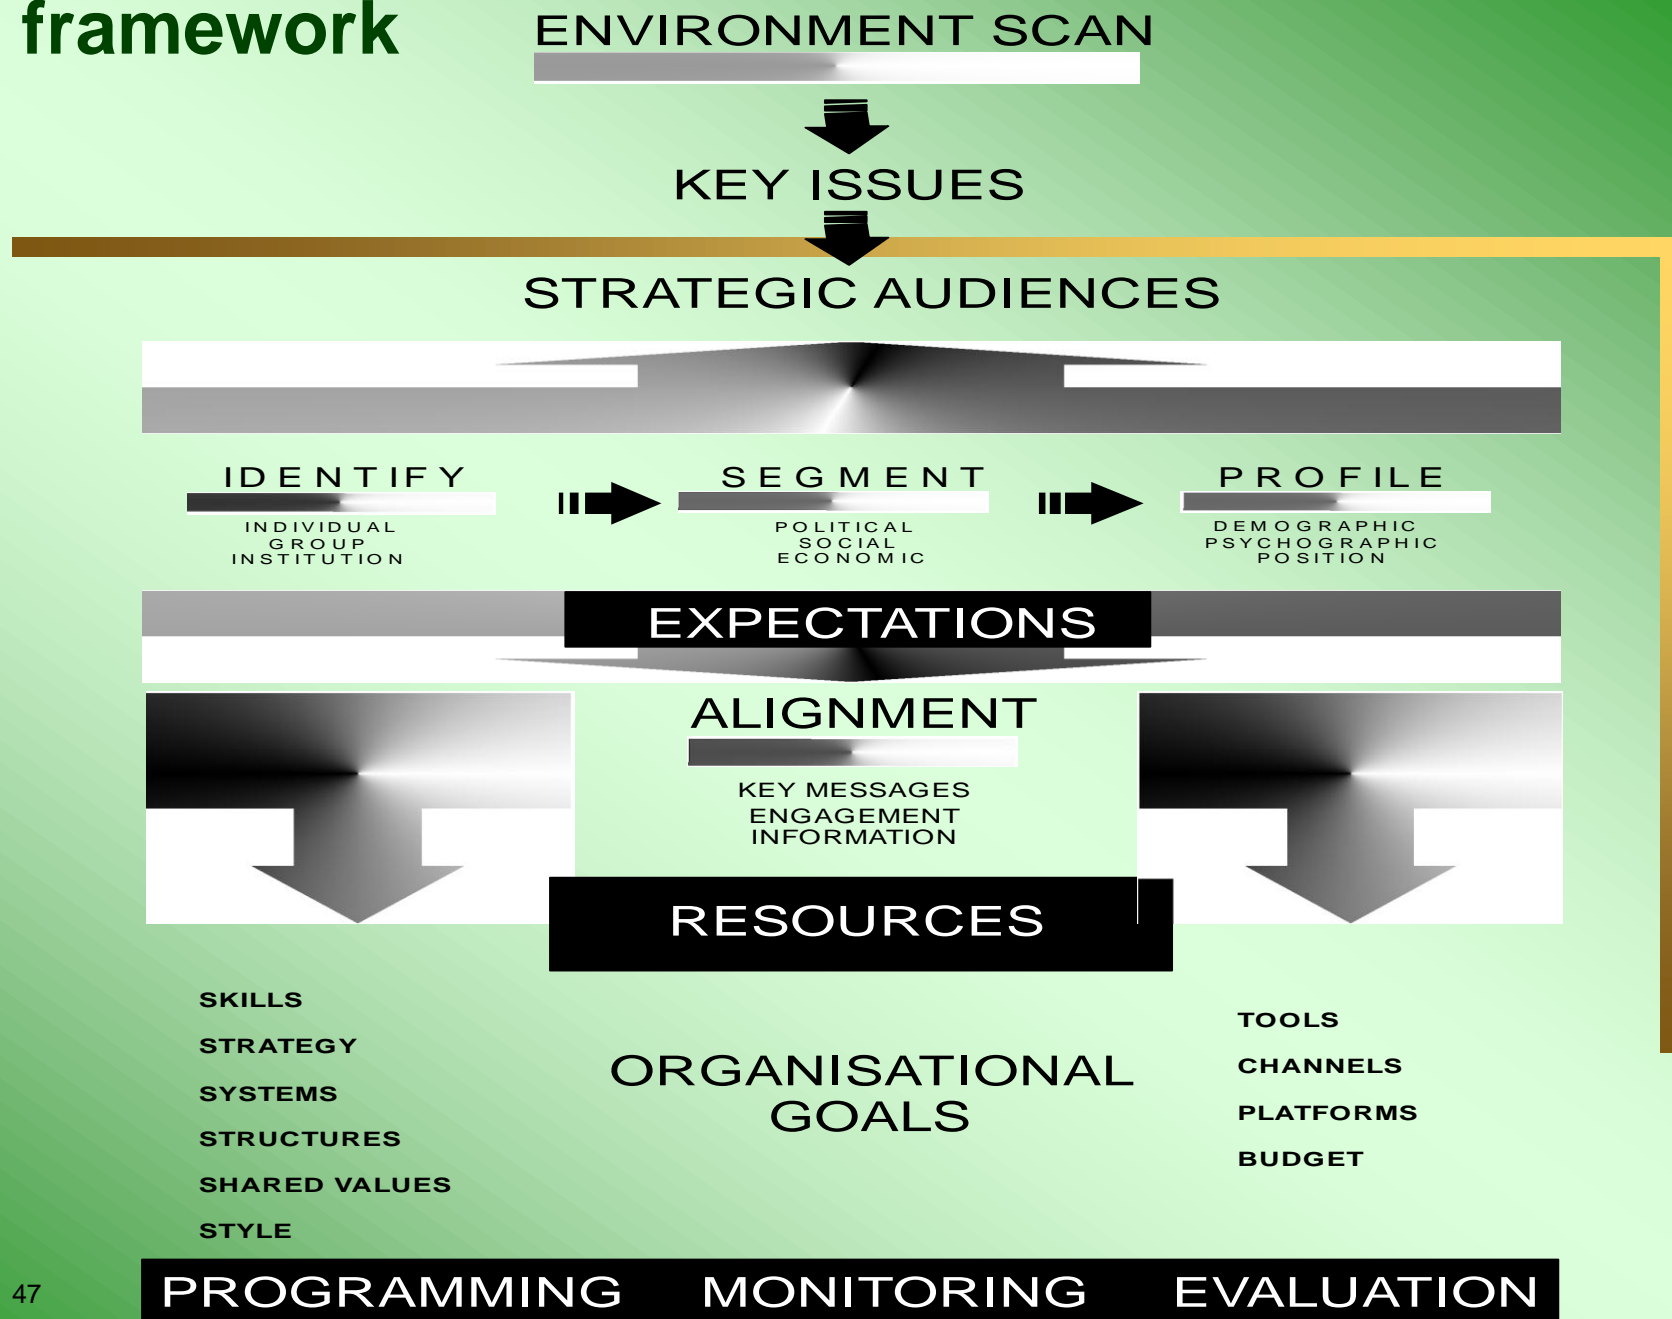 framework
ENVIRONMENT SCAN
KEY ISSUES
STRATEGIC AUDIENCES
IDENTIFY
INDIVIDUAL
GROUP
INSTITUTION
SEGMENT
POLITICAL
SOCIAL
ECONOMIC
PROFILE
DEMOGRAPHIC
PSYCHOGRAPHIC
POSITION
EXPECTATIONS
ALIGNMENT
KEY MESSAGES
ENGAGEMENT
INFORMATION
RESOURCES
SKILLS
STRATEGY
SYSTEMS
STRUCTURES
SHARED VALUES
STYLE
ORGANISATIONAL
GOALS
TOOLS
CHANNELS
PLATFORMS
BUDGET
47
PROGRAMMING MONITORING EVALUATION